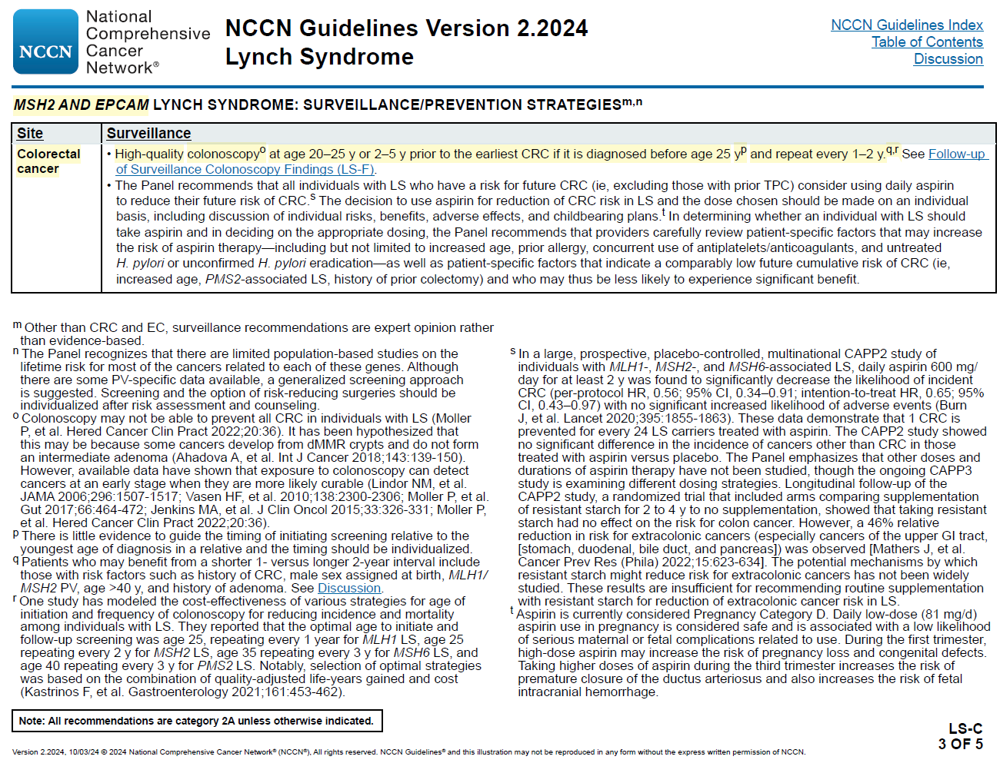 NCCN
National
Comprehensive
Cancer
Network®
NCCN Guidelines Version 2.2024
Lynch Syndrome
NCCN Guidelines Index
Table of Contents
Discussion
MSH2 AND EPCAM LYNCH SYNDROME: SURVEILLANCE/PREVENTION STRATEGIESm,n
Site
Surveillance
Colorectal
cancer
• High-quality colonoscopyo at age 20–25 y or 2–5 y prior to the earliest CRC if it is diagnosed before age 25 yp and repeat every 1–2 y.q,r See Follow-up
of Surveillance Colonoscopy Findings (LS-F).
• The Panel recommends that all individuals with LS who have a risk for future CRC (ie, excluding those with prior TPC) consider using daily aspirin
to reduce their future risk of CRC.s The decision to use aspirin for reduction of CRC risk in LS and the dose chosen should be made on an individual
basis, including discussion of individual risks, benefits, adverse effects, and childbearing plans.t In determining whether an individual with LS should
take aspirin and in deciding on the appropriate dosing, the Panel recommends that providers carefully review patient-specific factors that may increase
the risk of aspirin therapy—including but not limited to increased age, prior allergy, concurrent use of antiplatelets/anticoagulants, and untreated
H. pylori or unconfirmed H. pylori eradication—as well as patient-specific factors that indicate a comparably low future cumulative risk of CRC (ie,
increased age, PMS2-associated LS, history of prior colectomy) and who may thus be less likely to experience significant benefit.
m Other than CRC and EC, surveillance recommendations are expert opinion rather
than evidence-based.
n The Panel recognizes that there are limited population-based studies on the
lifetime risk for most of the cancers related to each of these genes. Although
there are some PV-specific data available, a generalized screening approach
is suggested. Screening and the option of risk-reducing surgeries should be
individualized after risk assessment and counseling.
o Colonoscopy may not be able to prevent all CRC in individuals with LS (Moller
P, et al. Hered Cancer Clin Pract 2022;20:36). It has been hypothesized that
this may be because some cancers develop from dMMR crypts and do not form
an intermediate adenoma (Ahadova A, et al. Int J Cancer 2018;143:139-150).
However, available data have shown that exposure to colonoscopy can detect
cancers at an early stage when they are more likely curable (Lindor NM, et al.
JAMA 2006;296:1507-1517; Vasen HF, et al. 2010;138:2300-2306; Moller P, et al.
Gut 2017;66:464-472; Jenkins MA, et al. J Clin Oncol 2015;33:326-331; Moller P,
et al. Hered Cancer Clin Pract 2022;20:36).
p There is little evidence to guide the timing of initiating screening relative to the
youngest age of diagnosis in a relative and the timing should be individualized.
q Patients who may benefit from a shorter 1- versus longer 2-year interval include
those with risk factors such as history of CRC, male sex assigned at birth, MLH1/
MSH2 PV, age >40 y, and history of adenoma. See Discussion.
r One study has modeled the cost-effectiveness of various strategies for age of
initiation and frequency of colonoscopy for reducing incidence and mortality
among individuals with LS. They reported that the optimal age to initiate and
follow-up screening was age 25, repeating every 1 year for MLH1 LS, age 25
repeating every 2 y for MSH2 LS, age 35 repeating every 3 y for MSH6 LS, and
age 40 repeating every 3 y for PMS2 LS. Notably, selection of optimal strategies
was based on the combination of quality-adjusted life-years gained and cost
(Kastrinos F, et al. Gastroenterology 2021;161:453-462).
s In a large, prospective, placebo-controlled, multinational CAPP2 study of
individuals with MLH1-, MSH2-, and MSH6-associated LS, daily aspirin 600 mg/
day for at least 2 y was found to significantly decrease the likelihood of incident
CRC (per-protocol HR, 0.56; 95% CI, 0.34–0.91; intention-to-treat HR, 0.65; 95%
CI, 0.43–0.97) with no significant increased likelihood of adverse events (Burn
J, et al. Lancet 2020;395:1855-1863). These data demonstrate that 1 CRC is
prevented for every 24 LS carriers treated with aspirin. The CAPP2 study showed
no significant difference in the incidence of cancers other than CRC in those
treated with aspirin versus placebo. The Panel emphasizes that other doses and
durations of aspirin therapy have not been studied, though the ongoing CAPP3
study is examining different dosing strategies. Longitudinal follow-up of the
CAPP2 study, a randomized trial that included arms comparing supplementation
of resistant starch for 2 to 4 y to no supplementation, showed that taking resistant
starch had no effect on the risk for colon cancer. However, a 46% relative
reduction in risk for extracolonic cancers (especially cancers of the upper GI tract,
[stomach, duodenal, bile duct, and pancreas]) was observed [Mathers J, et al.
Cancer Prev Res (Phila) 2022;15:623-634]. The potential mechanisms by which
resistant starch might reduce risk for extracolonic cancers has not been widely
studied. These results are insufficient for recommending routine supplementation
with resistant starch for reduction of extracolonic cancer risk in LS.
t Aspirin is currently considered Pregnancy Category D. Daily low-dose (81 mg/d)
aspirin use in pregnancy is considered safe and is associated with a low likelihood
of serious maternal or fetal complications related to use. During the first trimester,
high-dose aspirin may increase the risk of pregnancy loss and congenital defects.
Taking higher doses of aspirin during the third trimester increases the risk of
premature closure of the ductus arteriosus and also increases the risk of fetal
intracranial hemorrhage.
Note: All recommendations are category 2A unless otherwise indicated.
LS-C
3 OF 5
Version 2.2024, 10/03/24 © 2024 National Comprehensive Cancer Network® (NCCN®), All rights reserved. NCCN Guidelines® and this illustration may not be reproduced in any form without the express written permission of NCCN.